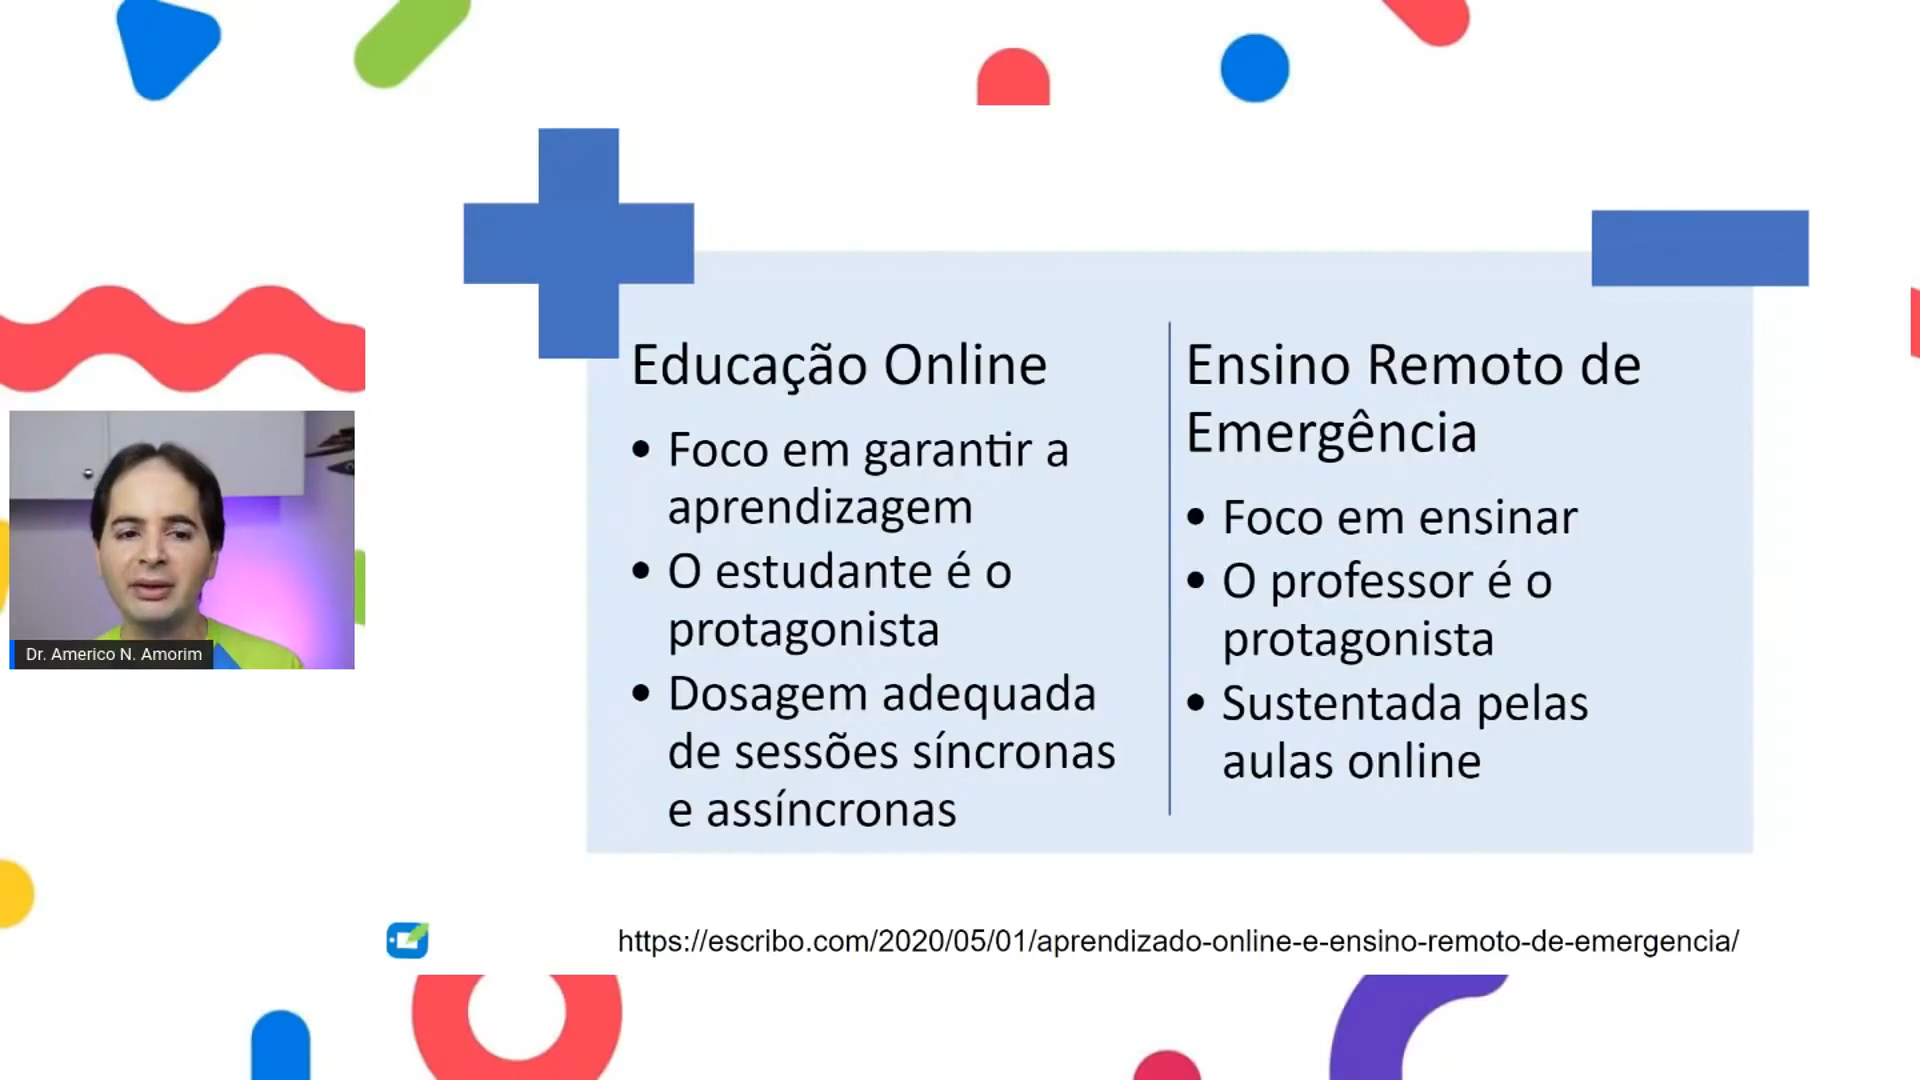 Educação Online
• Foco em garantir a
aprendizagem
• O estudante é o
protagonista
• Dosagem adequada
de sessões síncronas
e assíncronas
Ensino Remoto de
Emergência
• Foco em ensinar
• O professor é o
protagonista
• Sustentada pelas
aulas online
Dr. Americo N. Amorim
https://escribo.com/2020/05/01/aprendizado-online-e-ensino-remoto-de-emergencia/